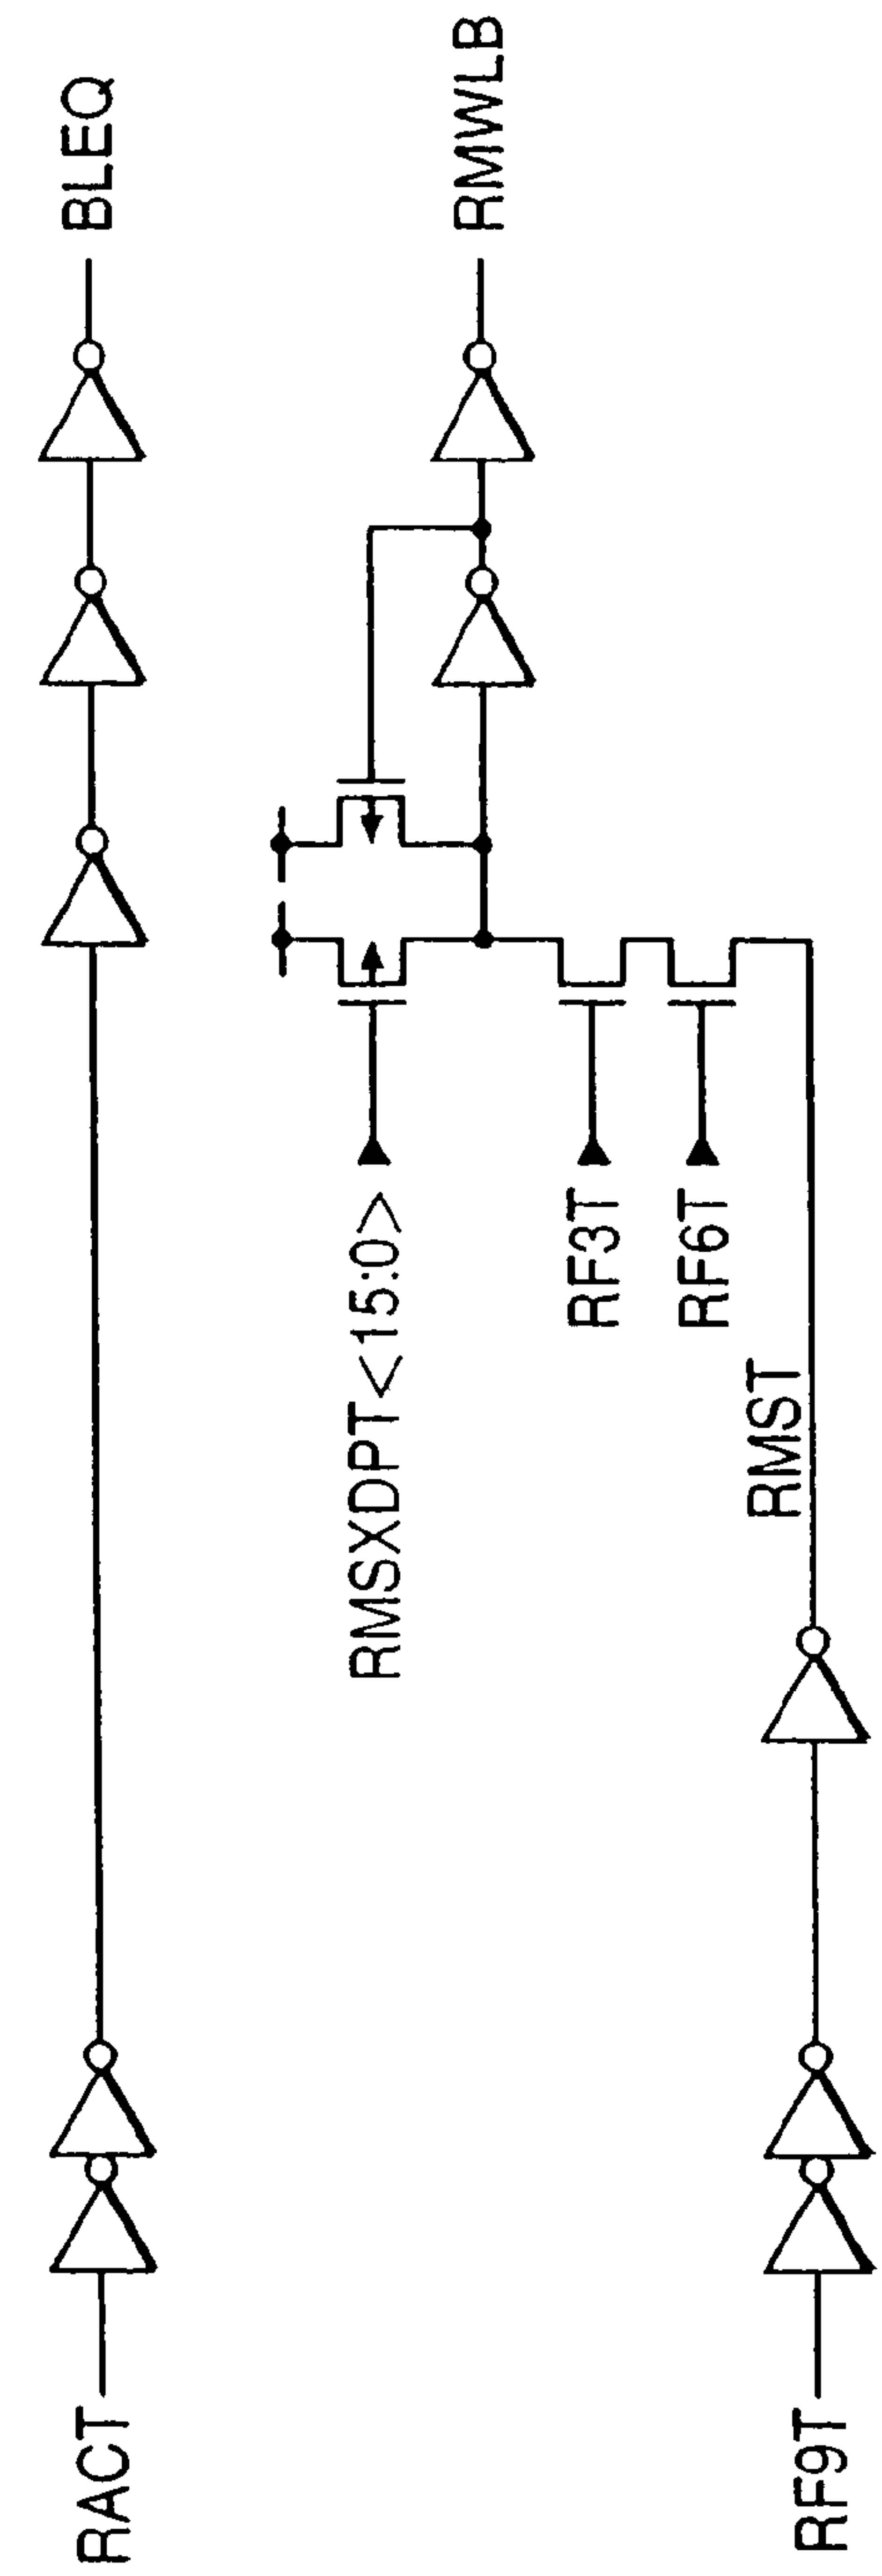 RACT
BLEQ
RMSXDPT<15:0>
RMWLB
RF3T
RF6T
RMST
RF9T